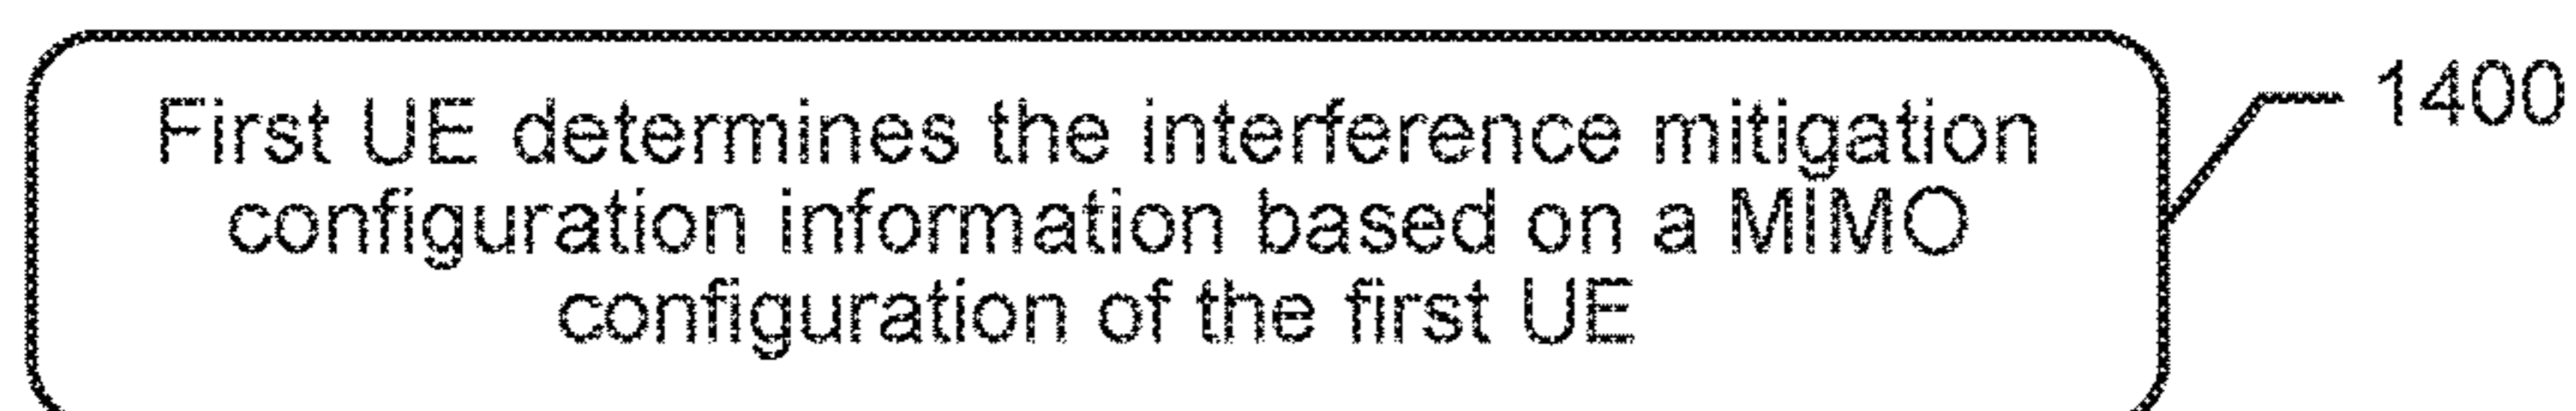 First UE determines the interference mitigation
configuration information based on a MIMO
configuration of the first UE
1400